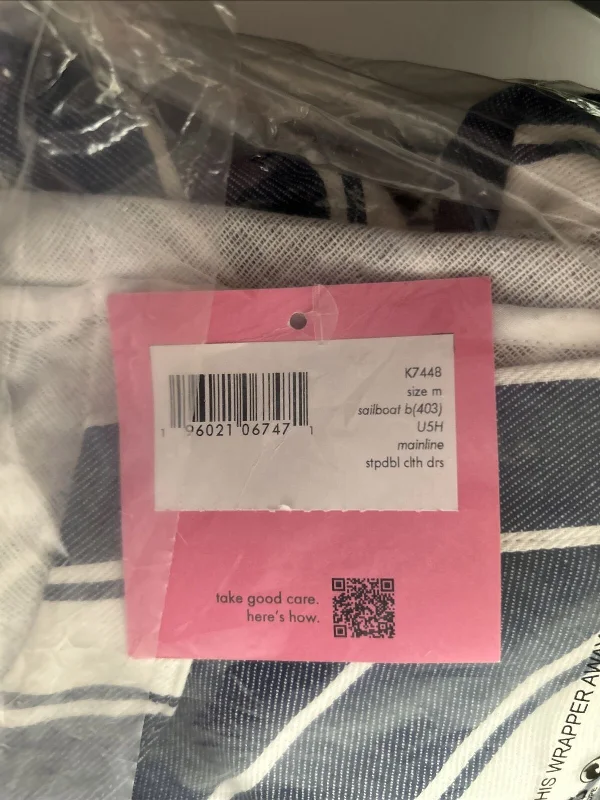 K7448
size m
sailboat b(403)
U5H
mainline
stpdbl clth drs
1 96021 06747 1
take good care.
here's how.
HIS WRAPPER AWAY